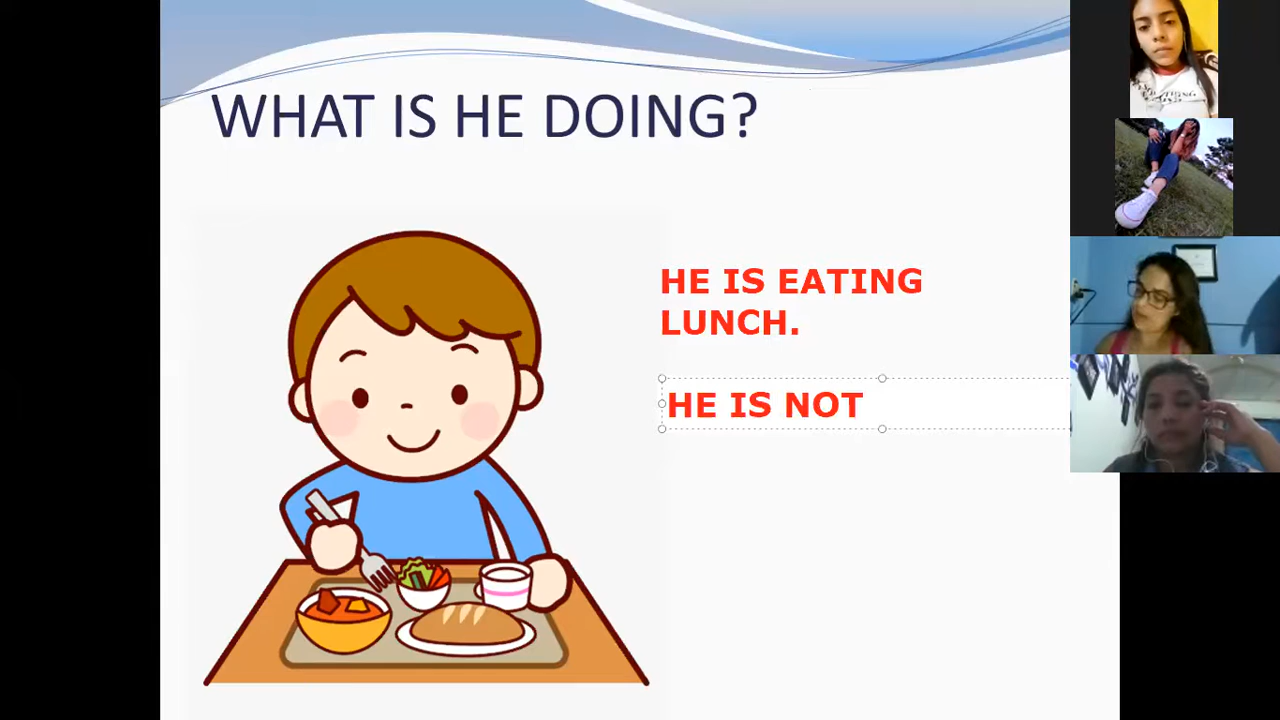 WHAT IS HE DOING?
HE IS EATING
LUNCH.
HE IS NOT